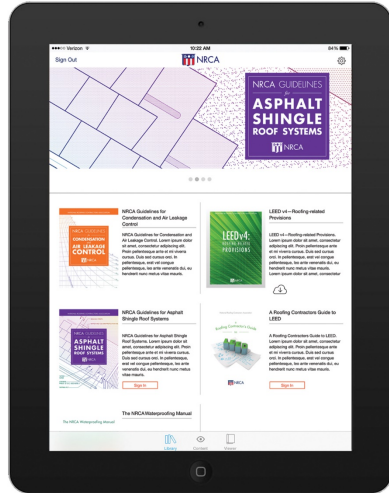 Verizon
10:22 AM
84%
Sign Out
NRCA
NRCA GUIDELINES
for
ASPHALT
SHINGLE
ROOF SYSTEMS
NRCA
NRCA GUIDELINES
for
CONDENSATION
AND
AIR LEAKAGE
CONTROL
NRCA
NRCA Guidelines for
Condensation and Air Leakage
Control
NRCA Guidelines for Condensation and
Air Leakage Control. Lorem ipsum dolor
sit amet, consectetur adipiscing elit.
Proin pellentesque ante et mi viverra
cursus. Duis sed cursus orci. In
pellentesque, erat vel congue
pellentesque, leo ante venenatis dui, eu
hendrerit nunc metus vitae mauris.
LEEDv4:
ROOFING-RELATED
PROVISIONS
LEED v4—Roofing-related
Provisions
LEED v4—Roofing-related Provisions.
Lorem ipsum dolor sit amet, consectetur
adipiscing elit. Proin pellentesque ante
et mi viverra cursus. Duis sed cursus
orci. In pellentesque, erat vel congue
pellentesque, leo ante venenatis dui, eu
hendrerit nunc metus vitae mauris.
NRCA GUIDELINES
for
ASPHALT
SHINGLE
ROOF SYSTEMS
NRCA
NRCA Guidelines for Asphalt
Shingle Roof Systems
NRCA Guidelines for Asphalt Shingle
Roof Systems. Lorem ipsum dolor sit
amet, consectetur adipiscing elit. Proin
pellentesque ante et mi viverra cursus.
Duis sed cursus orci. In pellentesque,
erat vel congue pellentesque, leo ante
venenatis dui, eu hendrerit nunc metus
vitae mauris.
Sign In
Roofing Contractors Guide
NRCA
A Roofing Contractors Guide to
LEED
A Roofing Contractors Guide to LEED.
Lorem ipsum dolor sit amet, consectetur
adipiscing elit. Proin pellentesque ante
et mi viverra cursus. Duis sed cursus
orci. In pellentesque, erat vel congue
pellentesque, leo ante venenatis dui, eu
hendrerit nunc metus vitae mauris.
Sign In
The NRCA Waterproofing Manual
The NRCA Waterproofing Manual
Library
Content
Viewer